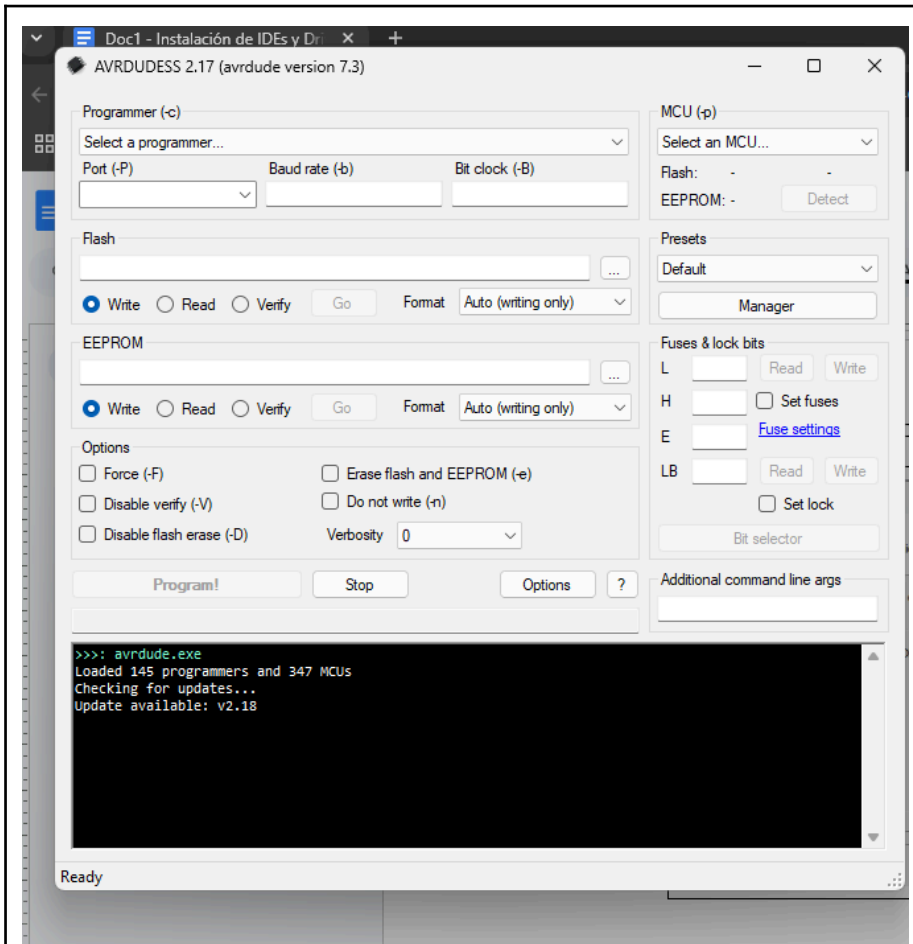 Doc1 - Instalación de IDEs y Dri
AVRDUDESS 2.17 (avrdude version 7.3)
Programmer (-c)
Select a programmer...
Port (-P) Baud rate (-b) Bit clock (-B)
MCU (-p)
Select an MCU...
Flash: - -
EEPROM: - Detect
Flash
...
Write Read Verify Go Format Auto (writing only)
Presets
Default
Manager
EEPROM
...
Write Read Verify Go Format Auto (writing only)
Fuses & lock bits
L Read Write
H Set fuses
E Fuse settings
LB Read Write
Set lock
Bit selector
Options
Force (-F) Erase flash and EEPROM (-e)
Disable verify (-V) Do not write (-n)
Disable flash erase (-D) Verbosity 0
Program! Stop Options ?
Additional command line args
>>>: avrdude.exe
Loaded 145 programmers and 347 MCUs
Checking for updates...
Update available: v2.18
Ready